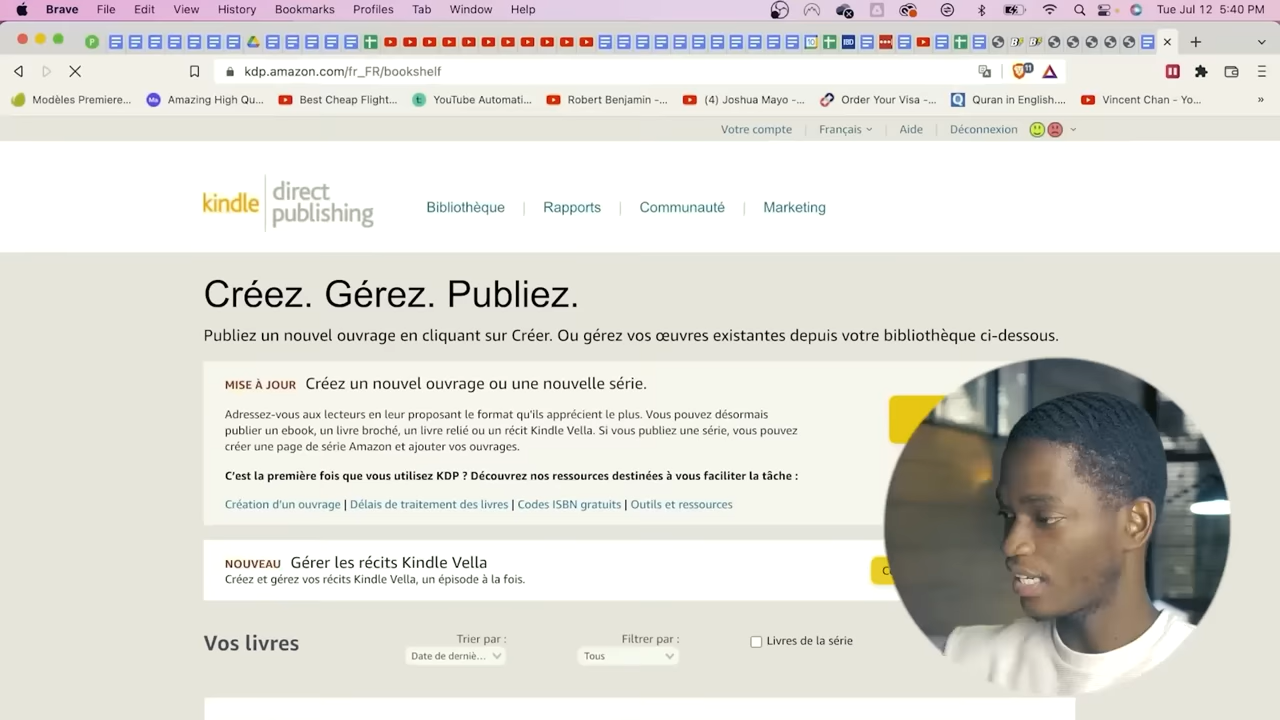 Brave File Edit View History Bookmarks Profiles Tab Window Help Tue Jul 12 5:40 PM
kdp.amazon.com/fr_FR/bookshelf 11
Modèles Premiere... Amazing High Qu... Best Cheap Flight... YouTube Automati... Robert Benjamin -... (4) Joshua Mayo -... Order Your Visa -... Quran in English.... Vincent Chan - Yo... »
Votre compte | Français | Aide | Déconnexion
kindle direct publishing
Bibliothèque | Rapports | Communauté | Marketing
Créez. Gérez. Publiez.
Publiez un nouvel ouvrage en cliquant sur Créer. Ou gérez vos œuvres existantes depuis votre bibliothèque ci-dessous.
MISE À JOUR Créez un nouvel ouvrage ou une nouvelle série.
Adressez-vous aux lecteurs en leur proposant le format qu'ils apprécient le plus. Vous pouvez désormais
publier un ebook, un livre broché, un livre relié ou un récit Kindle Vella. Si vous publiez une série, vous pouvez
créer une page de série Amazon et ajouter vos ouvrages.
C'est la première fois que vous utilisez KDP ? Découvrez nos ressources destinées à vous faciliter la tâche :
Création d'un ouvrage | Délais de traitement des livres | Codes ISBN gratuits | Outils et ressources
NOUVEAU Gérer les récits Kindle Vella
Créez et gérez vos récits Kindle Vella, un épisode à la fois.
Vos livres
Trier par :
Date de derniè...
Filtrer par :
Tous
Livres de la série